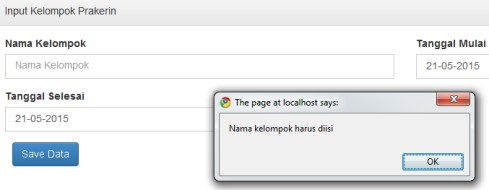 Input Kelompok Prakerin
Nama Kelompok
Tanggal Mulai
Nama Kelompok
21-05-2015
Tanggal Selesai
21-05-2015
Save Data
The page at localhost says:
Nama kelompok harus diisi
OK